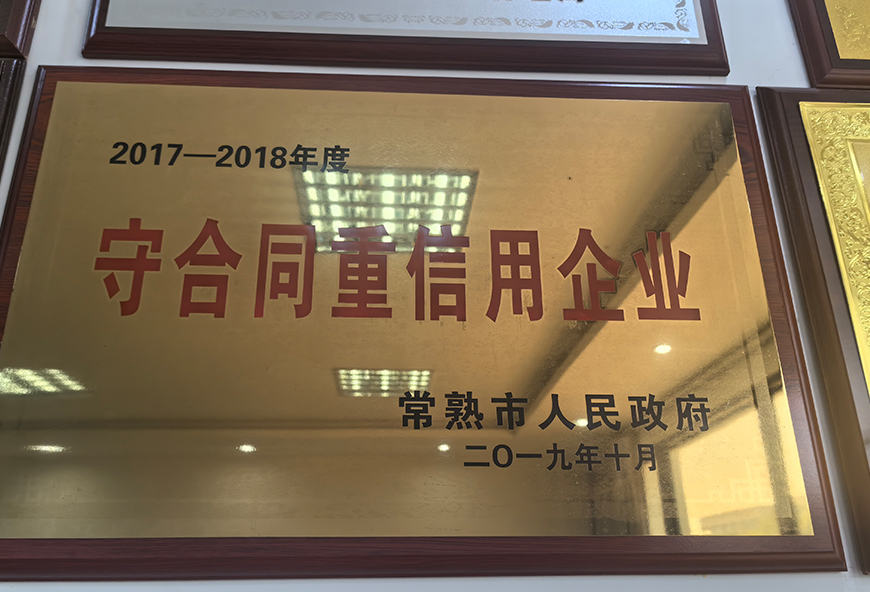 2017—2018年度
守合同重信用企业
常熟市人民政府
二〇一九年十月